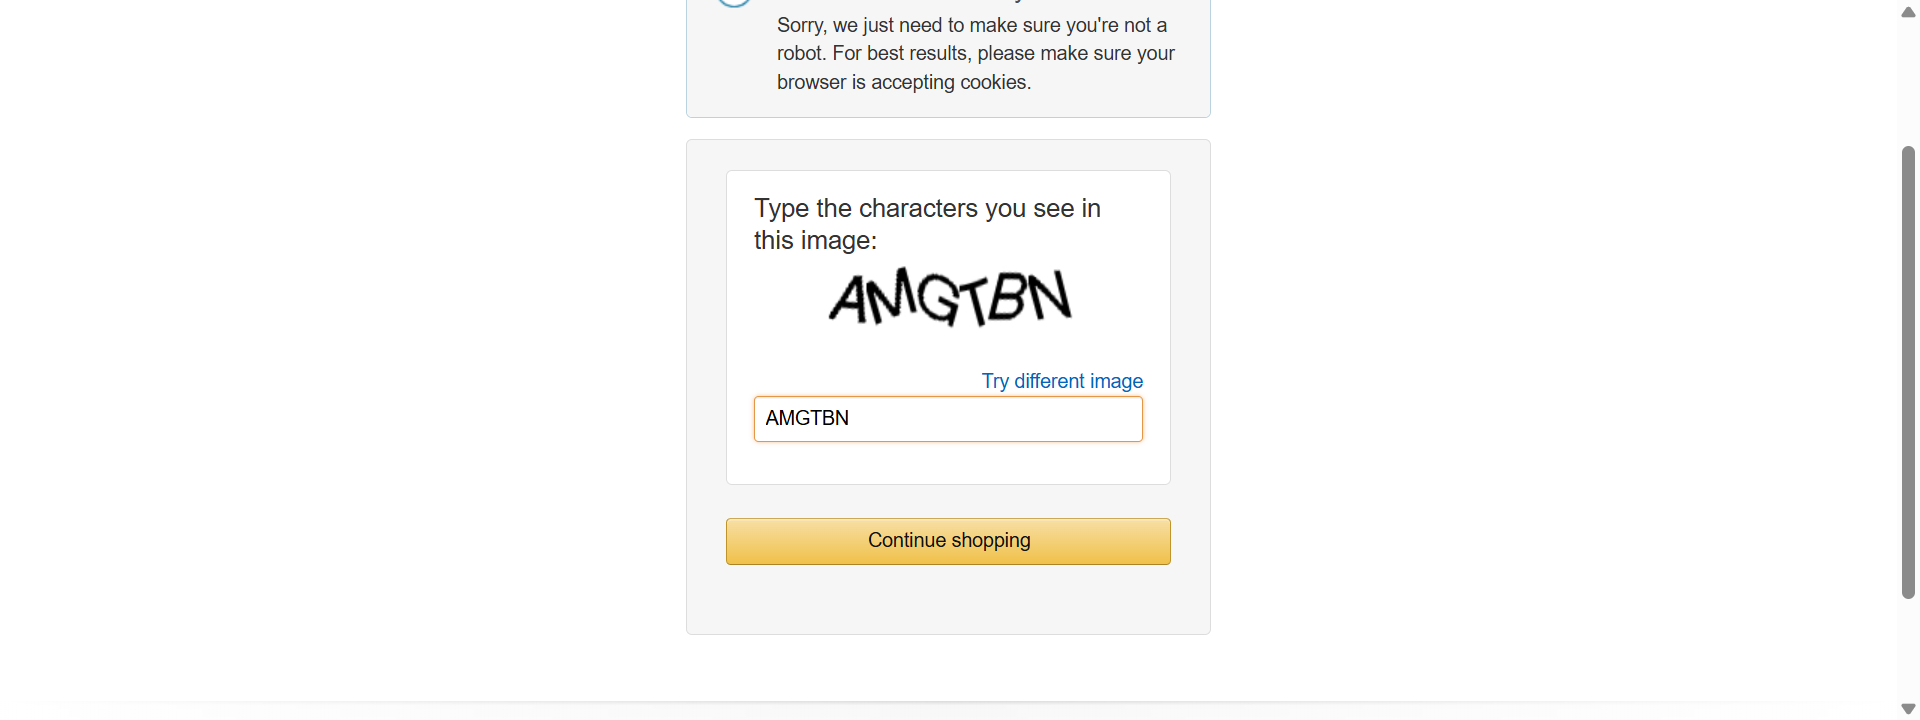 Sorry, we just need to make sure you're not a
robot. For best results, please make sure your
browser is accepting cookies.
Type the characters you see in
this image:
AMGTBN
Try different image
AMGTBN
Continue shopping